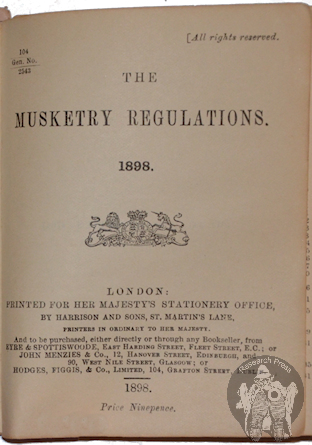 [All rights reserved.
104
Gen. No.
2343
THE
MUSKETRY REGULATIONS.
1898.
LONDON:
PRINTED FOR HER MAJESTY'S STATIONERY OFFICE,
BY HARRISON AND SONS, ST. MARTIN'S LANE,
PRINTERS IN ORDINARY TO HER MAJESTY.
And to be purchased, either directly or through any Bookseller, from
EYRE & SPOTTISWOODE, EAST HARDING STREET, FLEET STREET, E.C.; or
JOHN MENZIES & Co., 12, HANOVER STREET, EDINBURGH, and
90, WEST NILE STREET, GLASGOW; or
HODGES, FIGGIS, & Co., LIMITED, 104, GRAFTON STREET,
1898.
Price Ninepence.
Research Press